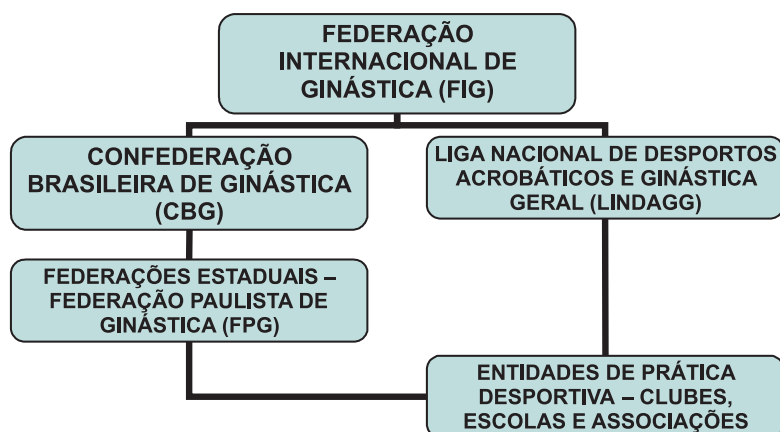 FEDERAÇÃO
INTERNACIONAL DE
GINÁSTICA (FIG)
CONFEDERAÇÃO
BRASILEIRA DE GINÁSTICA
(CBG)
LIGA NACIONAL DE DESPORTOS
ACROBÁTICOS E GINÁSTICA
GERAL (LINDAGG)
FEDERAÇÕES ESTADUAIS –
FEDERAÇÃO PAULISTA DE
GINÁSTICA (FPG)
ENTIDADES DE PRÁTICA
DESPORTIVA – CLUBES,
ESCOLAS E ASSOCIAÇÕES